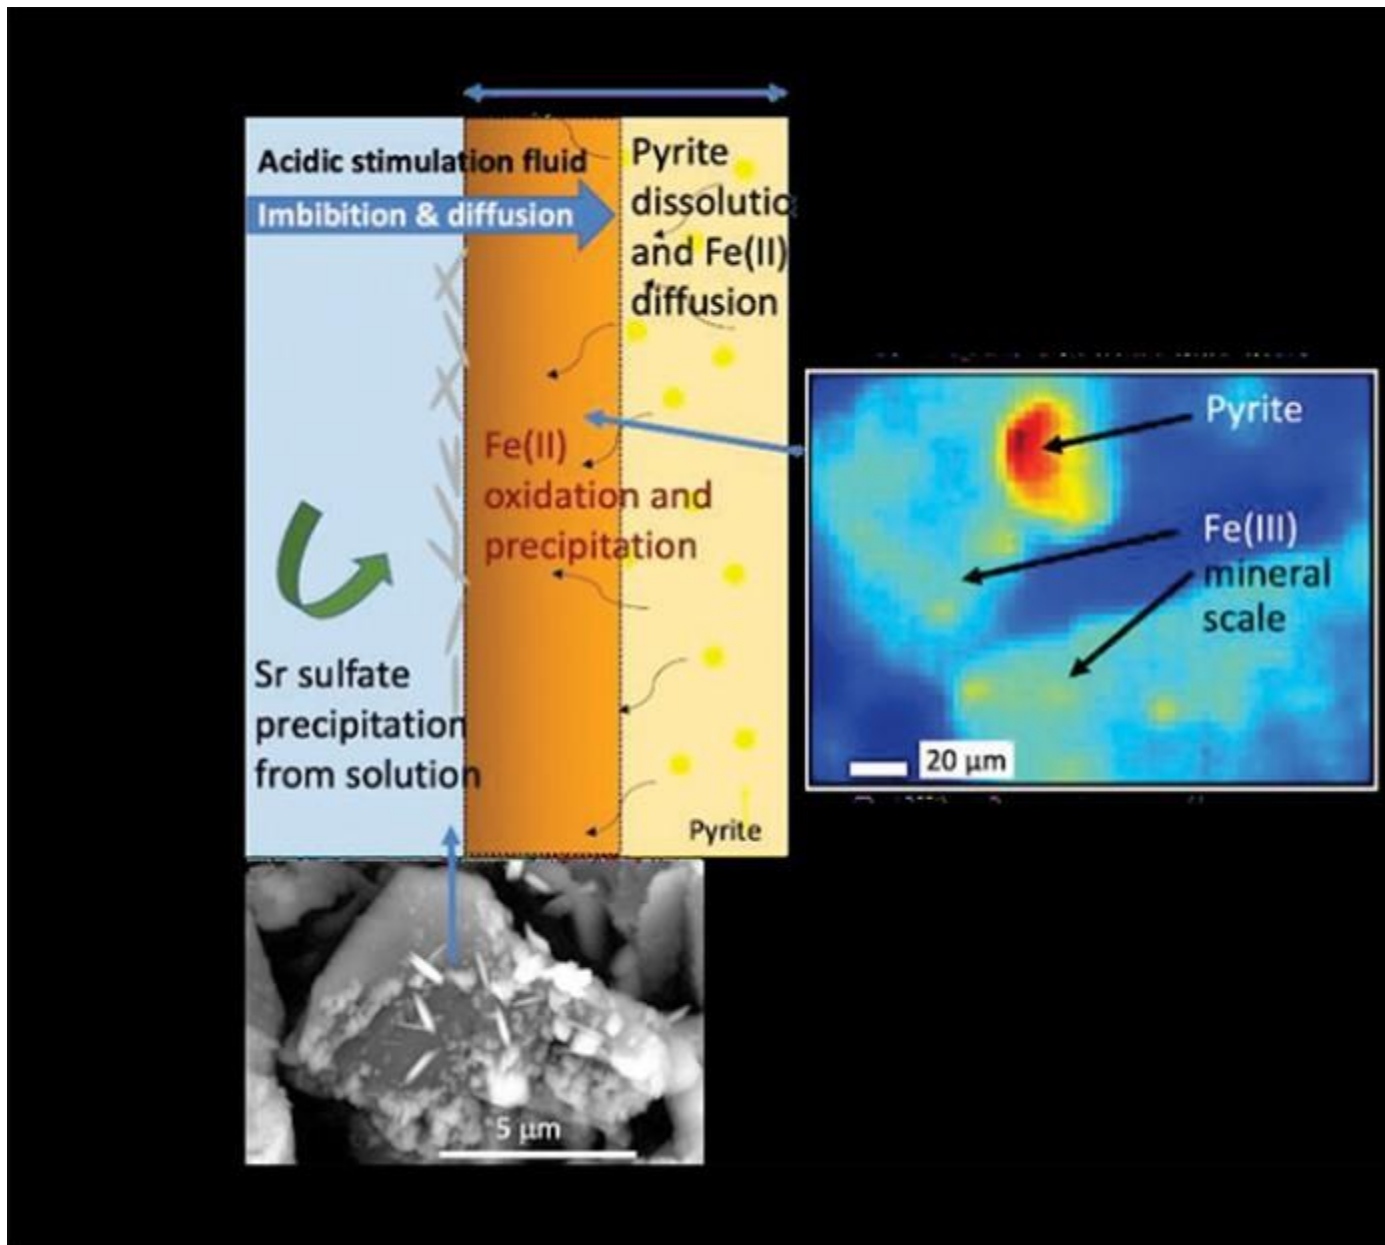 Acidic stimulation fluid
Imbibition & diffusion
Pyrite
dissolutic
and Fe(II)
diffusion
Fe(II)
oxidation and
precipitation
Sr sulfate
precipitation
from solution
Pyrite
Pyrite
Fe(III)
mineral
scale
20 µm
5 µm